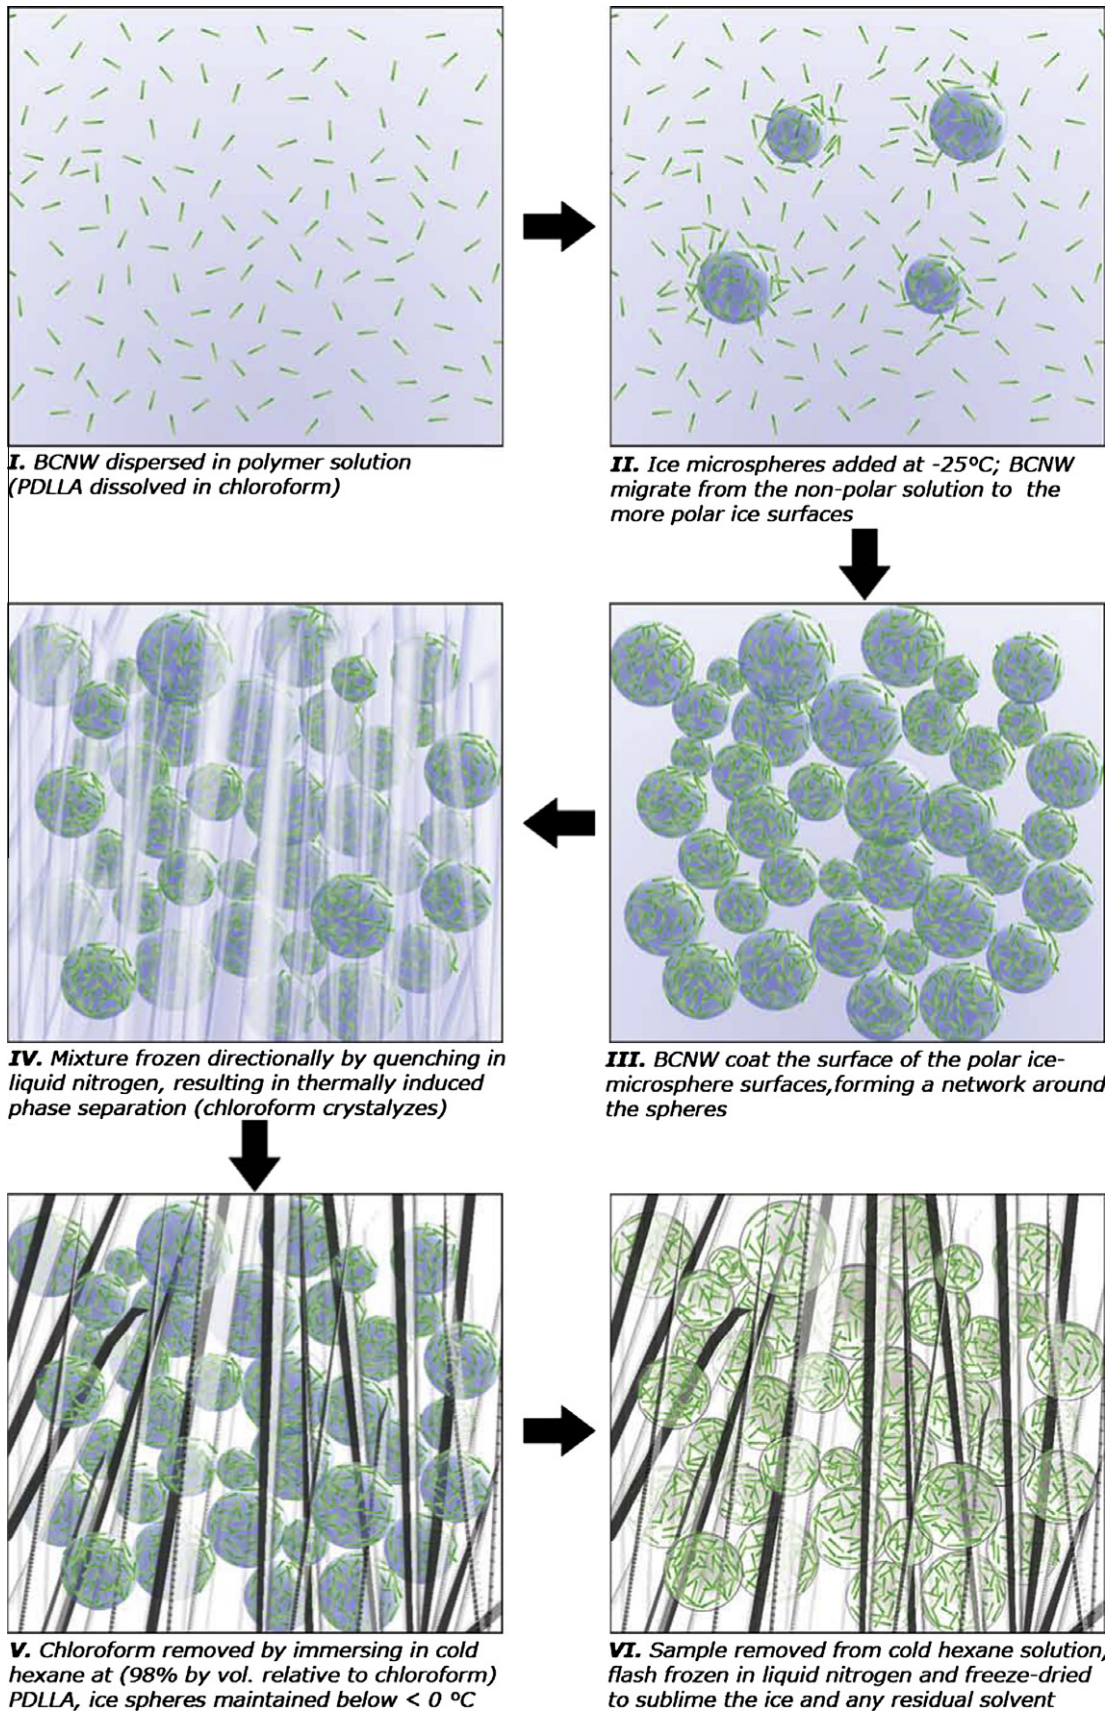 I. BCNW dispersed in polymer solution
(PDLLA dissolved in chloroform)
II. Ice microspheres added at -25ºC; BCNW
migrate from the non-polar solution to the
more polar ice surfaces
III. BCNW coat the surface of the polar ice-
microsphere surfaces,forming a network around
the spheres
IV. Mixture frozen directionally by quenching in
liquid nitrogen, resulting in thermally induced
phase separation (chloroform crystalyzes)
V. Chloroform removed by immersing in cold
hexane at (98% by vol. relative to chloroform)
PDLLA, ice spheres maintained below < 0 ºC
VI. Sample removed from cold hexane solution,
flash frozen in liquid nitrogen and freeze-dried
to sublime the ice and any residual solvent